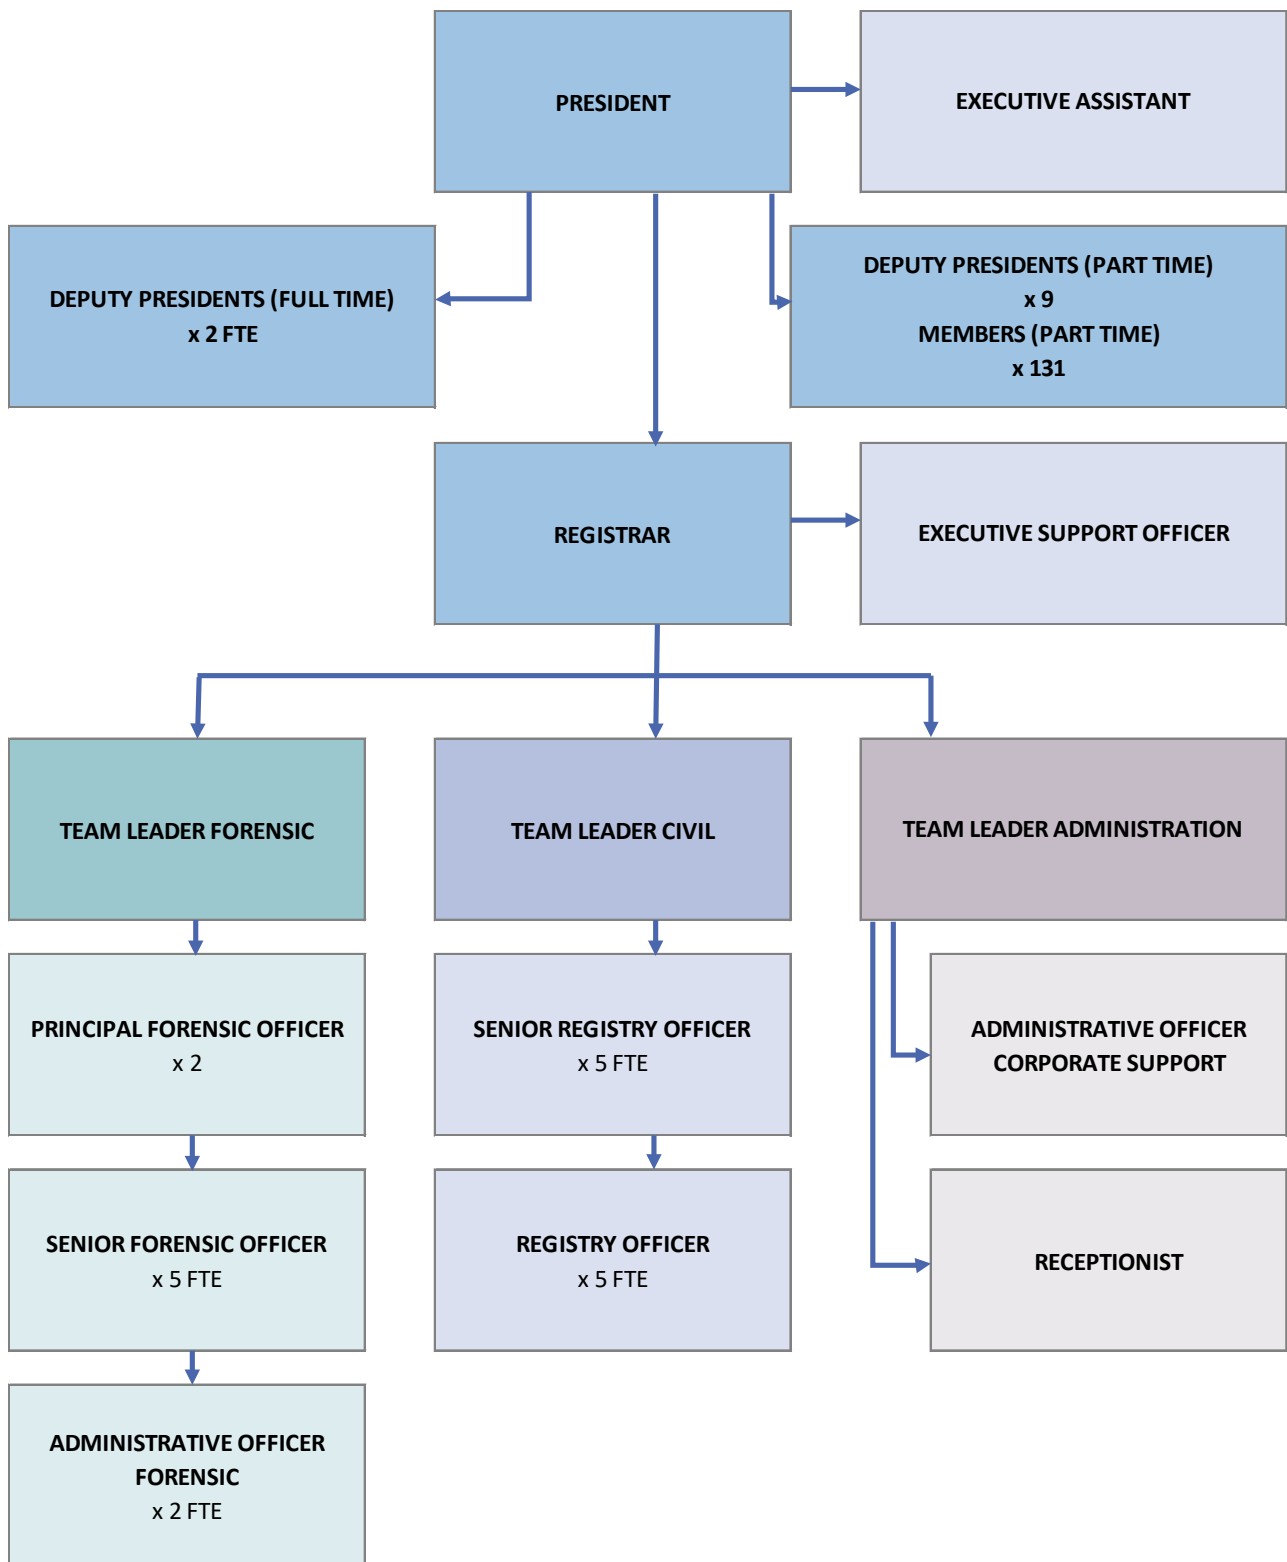 PRESIDENT
EXECUTIVE ASSISTANT
DEPUTY PRESIDENTS (FULL TIME)
x 2 FTE
DEPUTY PRESIDENTS (PART TIME)
x 9
MEMBERS (PART TIME)
x 131
REGISTRAR
EXECUTIVE SUPPORT OFFICER
TEAM LEADER FORENSIC
TEAM LEADER CIVIL
TEAM LEADER ADMINISTRATION
PRINCIPAL FORENSIC OFFICER
x 2
SENIOR REGISTRY OFFICER
x 5 FTE
ADMINISTRATIVE OFFICER
CORPORATE SUPPORT
SENIOR FORENSIC OFFICER
x 5 FTE
REGISTRY OFFICER
x 5 FTE
RECEPTIONIST
ADMINISTRATIVE OFFICER
FORENSIC
x 2 FTE